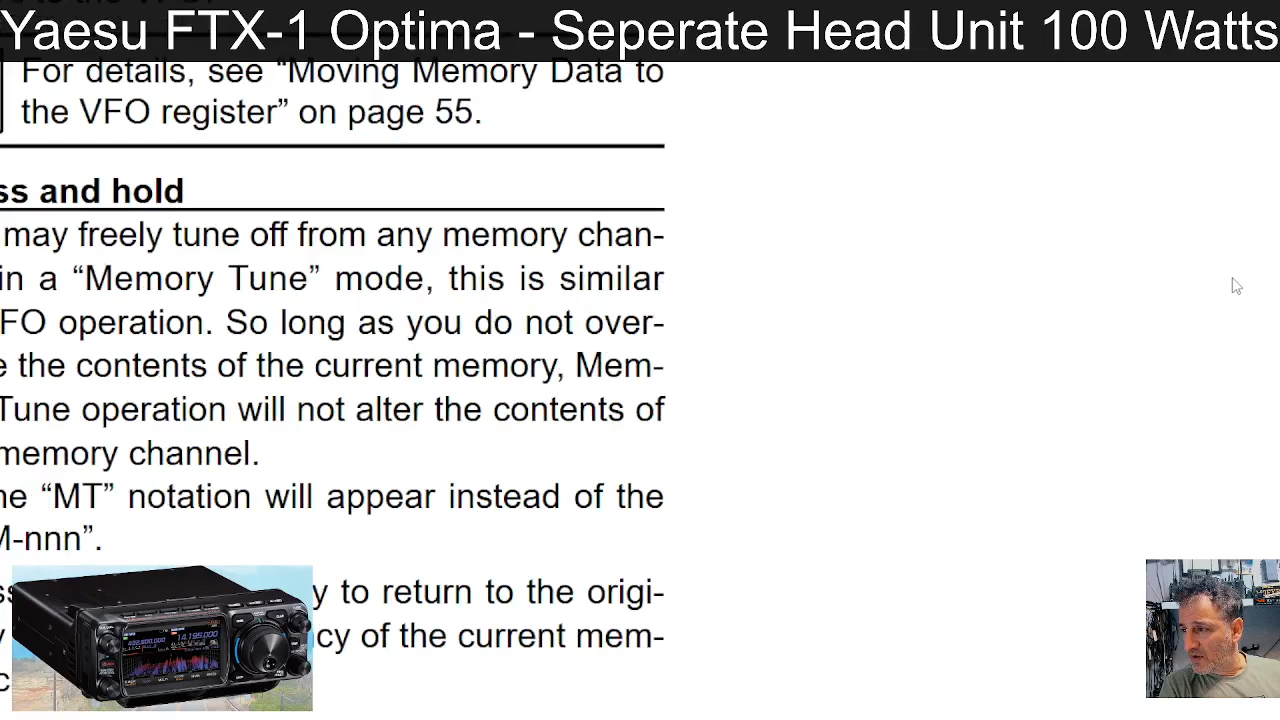 Yaesu FTX-1 Optima - Seperate Head Unit 100 Watts
For details, see “Moving Memory Data to
the VFO register” on page 55.
ss and hold
may freely tune off from any memory chan-
in a “Memory Tune” mode, this is similar
FO operation. So long as you do not over-
e the contents of the current memory, Mem-
Tune operation will not alter the contents of
memory channel.
ne “MT” notation will appear instead of the
M-nnn”.
y to return to the origi-
cy of the current mem-
14.195.000